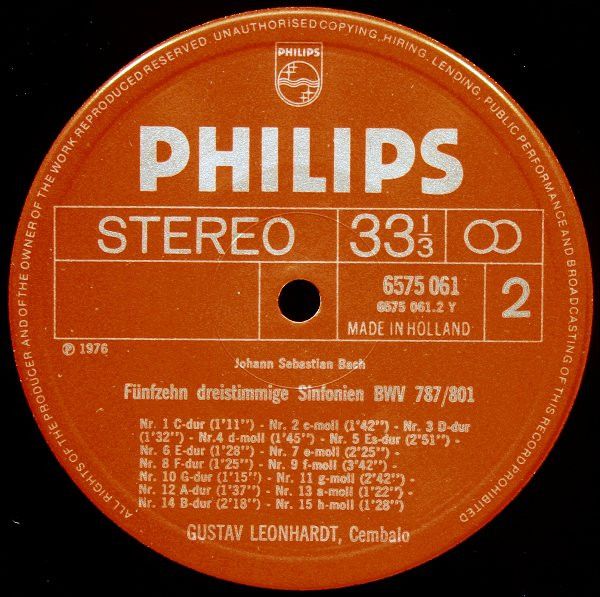 ALL RIGHTS OF THE PRODUCER AND OF THE OWNER OF THE WORK REPRODUCED RESERVED. UNAUTHORISED COPYING, HIRING, LENDING, PUBLIC PERFORMANCE AND BROADCASTING OF THIS RECORD PROHIBITED
PHILIPS
PHILIPS
STEREO 33 1/3
6575 061
6575 061.2 Y
2
MADE IN HOLLAND
℗ 1976
Johann Sebastian Bach
Fünfzehn dreistimmige Sinfonien BWV 787/801
Nr. 1 C-dur (1'11'') - Nr. 2 c-moll (1'42'') - Nr. 3 D-dur
(1'32'') - Nr.4 d-moll (1'45'') - Nr. 5 Es-dur (2'51'') -
Nr. 6 E-dur (1'28'') - Nr. 7 e-moll (2'25'') -
Nr. 8 F-dur (1'25'') - Nr. 9 f-moll (3'42'') -
Nr. 10 G-dur (1'15'') - Nr. 11 g-moll (2'42'') -
Nr. 12 A-dur (1'37'') - Nr. 13 a-moll (1'22'') -
Nr. 14 B-dur (2'18'') - Nr. 15 h-moll (1'28'')
GUSTAV LEONHARDT, Cembalo